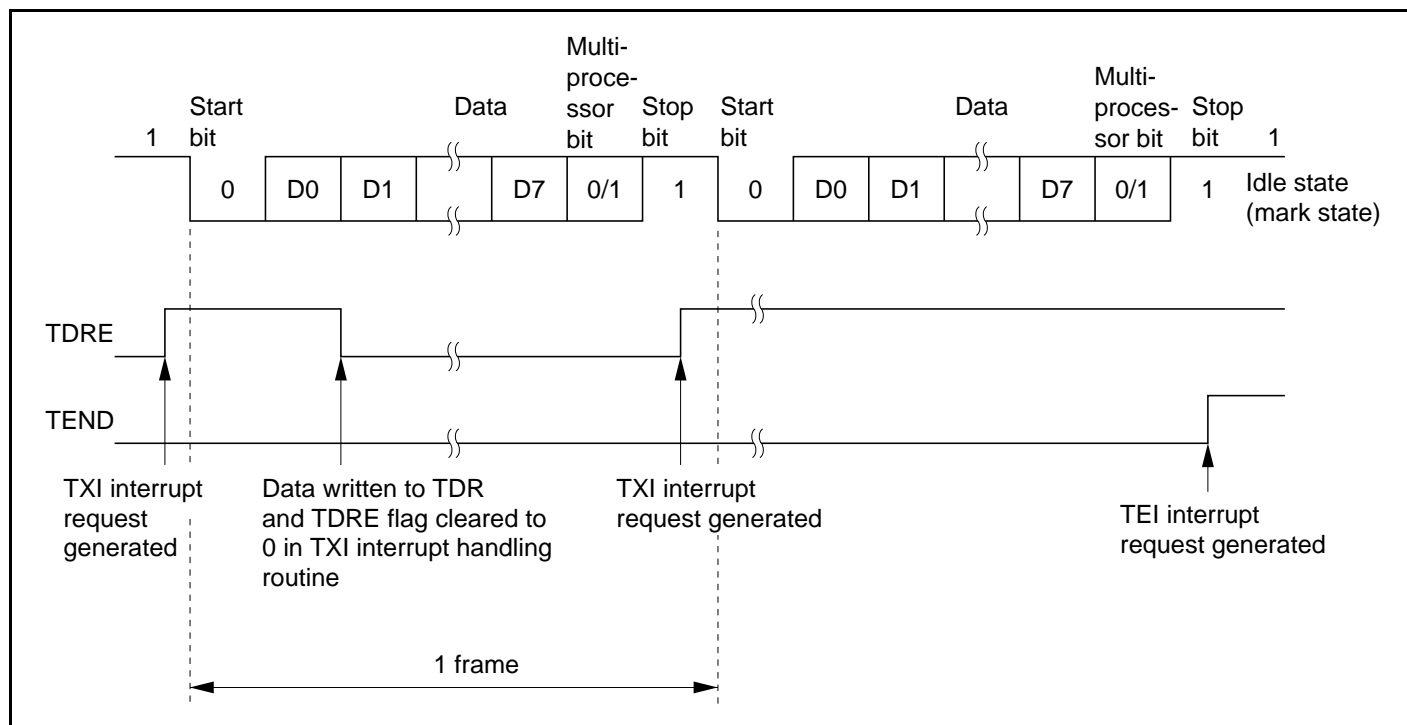 Multi-
proce-
ssor
bit
Multi-
proces-
sor bit
Start
bit
Data
Stop
bit
Start
bit
Data
Stop
bit
1
1
0
D0
D1
D7
0/1
1
0
D0
D1
D7
0/1
1
Idle state
(mark state)
TDRE
TEND
TXI interrupt
request
generated
Data written to TDR
and TDRE flag cleared to
0 in TXI interrupt handling
routine
TXI interrupt
request generated
TEI interrupt
request generated
1 frame